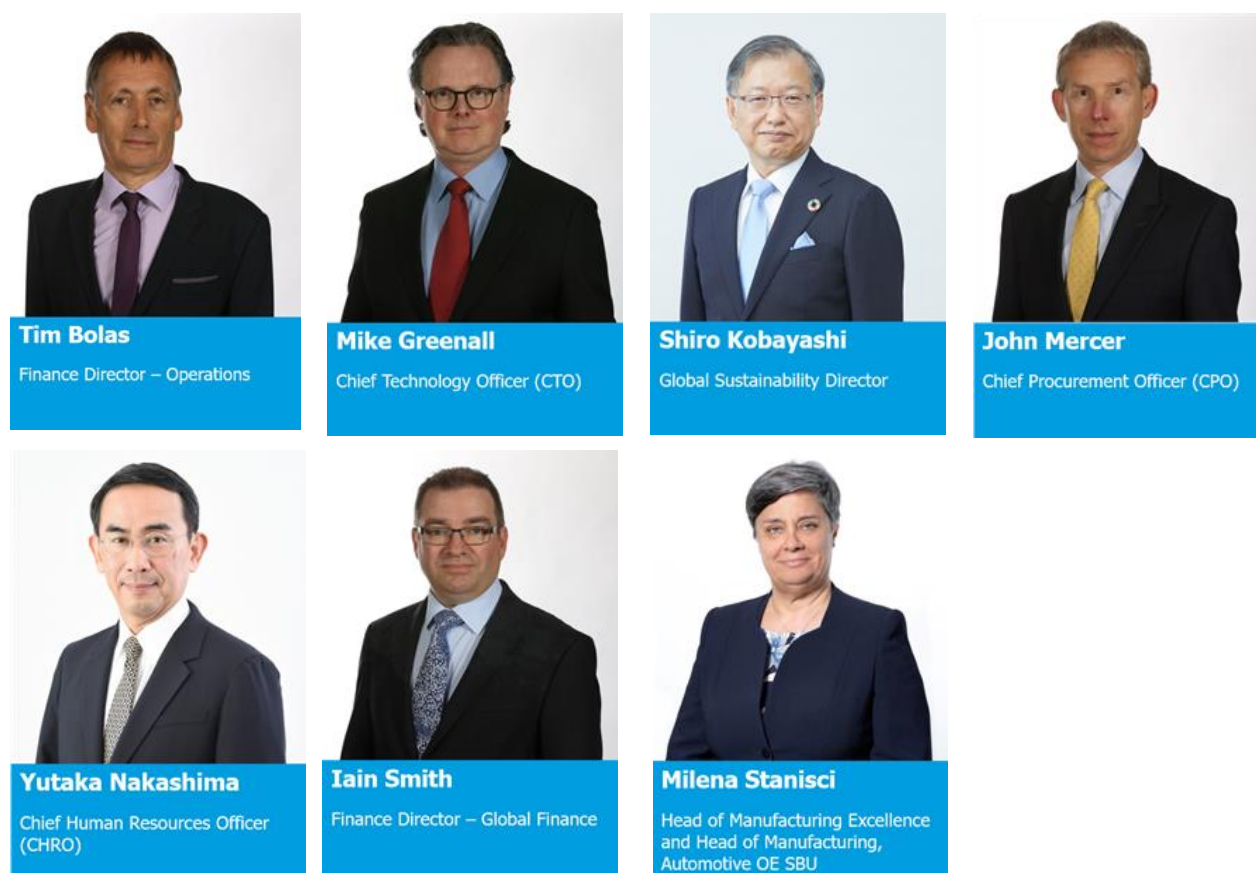 Tim Bolas
Finance Director – Operations
Mike Greenall
Chief Technology Officer (CTO)
Shiro Kobayashi
Global Sustainability Director
John Mercer
Chief Procurement Officer (CPO)
Yutaka Nakashima
Chief Human Resources Officer
(CHRO)
Iain Smith
Finance Director – Global Finance
Milena Stanisci
Head of Manufacturing Excellence
and Head of Manufacturing,
Automotive OE SBU